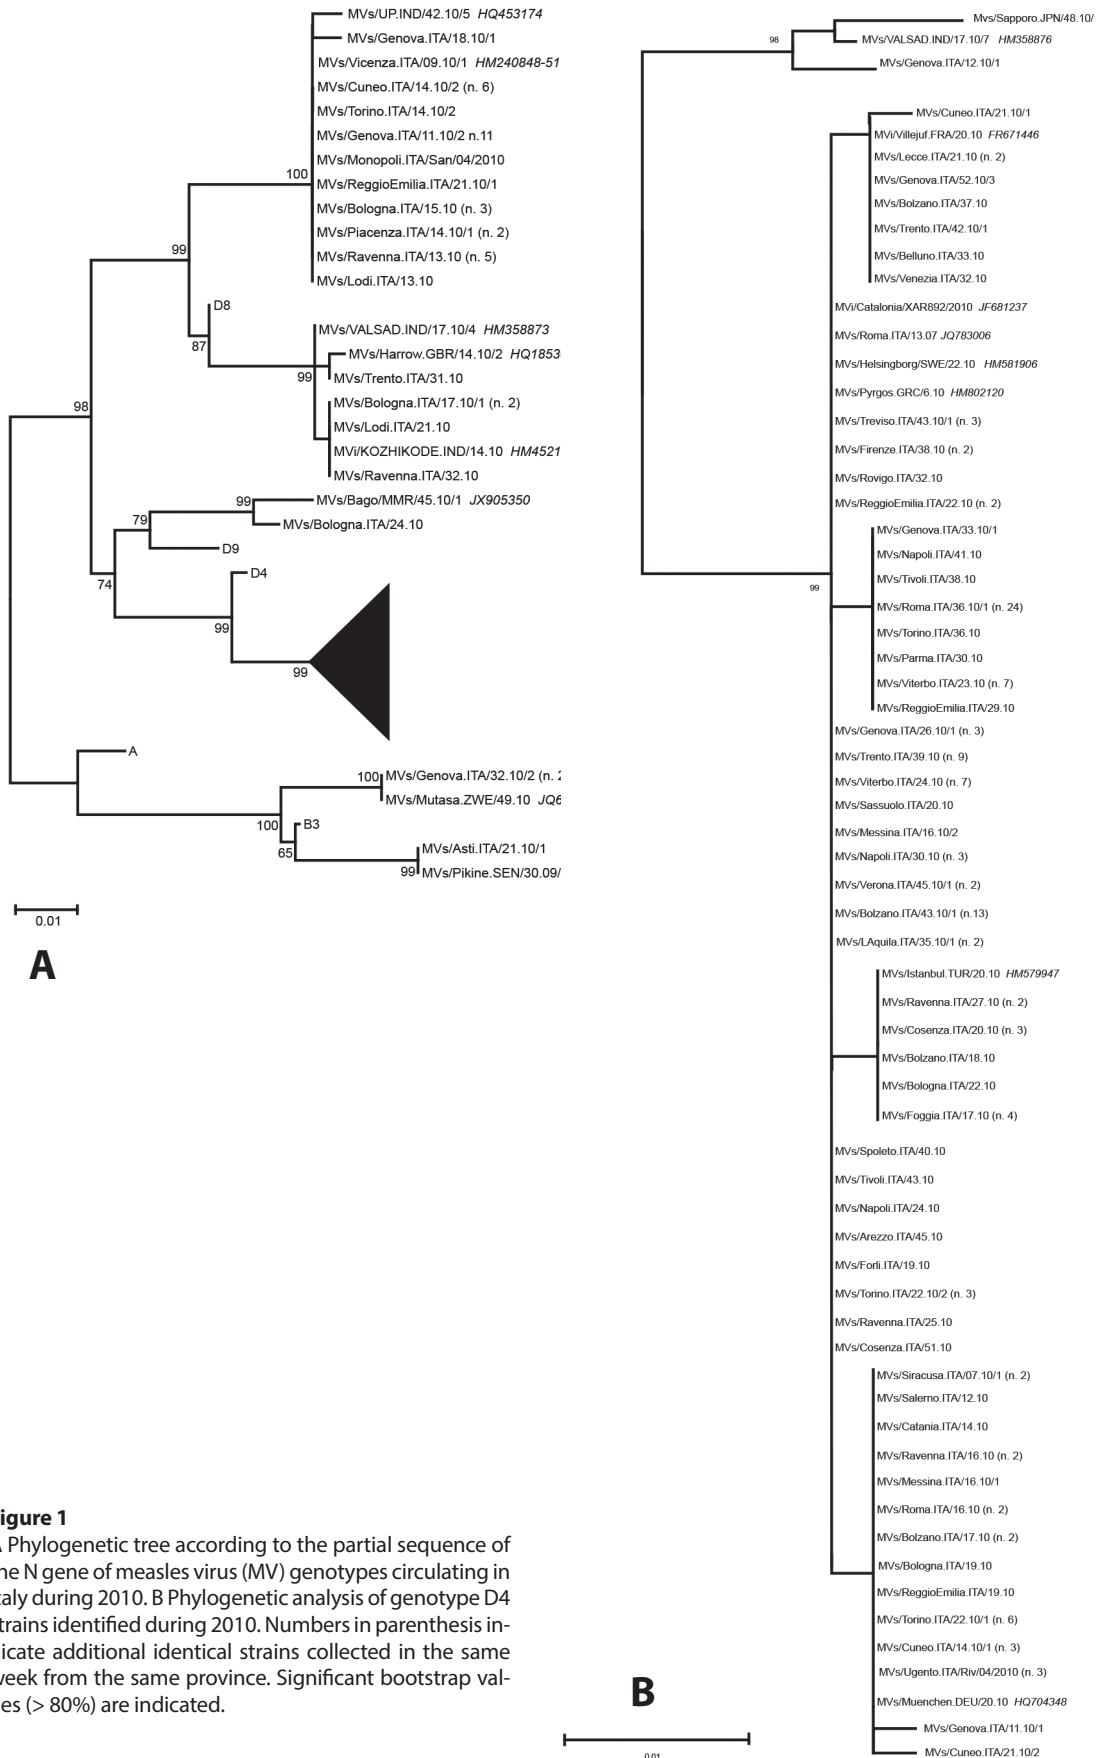 MVs/UP.IND/42.10/5 HQ453174
MVs/Genova.ITA/18.10/1
MVs/Vicenza.ITA/09.10/1 HM240848-51
MVs/Cuneo.ITA/14.10/2 (n. 6)
MVs/Torino.ITA/14.10/2
MVs/Genova.ITA/11.10/2 n.11
MVs/Monopoli.ITA/San/04/2010
100
MVs/ReggioEmilia.ITA/21.10/1
MVs/Bologna.ITA/15.10 (n. 3)
MVs/Piacenza.ITA/14.10/1 (n. 2)
99
MVs/Ravenna.ITA/13.10 (n. 5)
MVs/Lodi.ITA/13.10
D8
MVs/VALSAD.IND/17.10/4 HM358873
87
MVs/Harrow.GBR/14.10/2 HQ1853
99
MVs/Trento.ITA/31.10
98
MVs/Bologna.ITA/17.10/1 (n. 2)
MVs/Lodi.ITA/21.10
MVi/KOZHIKODE.IND/14.10 HM4521
MVs/Ravenna.ITA/32.10
99
MVs/Bago/MMR/45.10/1 JX905350
79
MVs/Bologna.ITA/24.10
D9
74
D4
99
99
A
100
MVs/Genova.ITA/32.10/2 (n. 2
MVs/Mutasa.ZWE/49.10 JQ6
100
B3
65
MVs/Asti.ITA/21.10/1
99
MVs/Pikine.SEN/30.09/
0.01
A
Mvs/Sapporo.JPN/48.10/
98
MVs/VALSAD.IND/17.10/7 HM358876
MVs/Genova.ITA/12.10/1
MVs/Cuneo.ITA/21.10/1
MVi/Villejuf.FRA/20.10 FR671446
MVs/Lecce.ITA/21.10 (n. 2)
MVs/Genova.ITA/52.10/3
MVs/Bolzano.ITA/37.10
MVs/Trento.ITA/42.10/1
MVs/Belluno.ITA/33.10
MVs/Venezia.ITA/32.10
MVi/Catalonia/XAR892/2010 JF681237
MVs/Roma.ITA/13.07 JQ783006
MVs/Helsingborg/SWE/22.10 HM581906
MVs/Pyrgos.GRC/6.10 HM802120
MVs/Treviso.ITA/43.10/1 (n. 3)
MVs/Firenze.ITA/38.10 (n. 2)
MVs/Rovigo.ITA/32.10
MVs/ReggioEmilia.ITA/22.10 (n. 2)
MVs/Genova.ITA/33.10/1
MVs/Napoli.ITA/41.10
MVs/Tivoli.ITA/38.10
99
MVs/Roma.ITA/36.10/1 (n. 24)
MVs/Torino.ITA/36.10
MVs/Parma.ITA/30.10
MVs/Viterbo.ITA/23.10 (n. 7)
MVs/ReggioEmilia.ITA/29.10
MVs/Genova.ITA/26.10/1 (n. 3)
MVs/Trento.ITA/39.10 (n. 9)
MVs/Viterbo.ITA/24.10 (n. 7)
MVs/Sassuolo.ITA/20.10
MVs/Messina.ITA/16.10/2
MVs/Napoli.ITA/30.10 (n. 3)
MVs/Verona.ITA/45.10/1 (n. 2)
MVs/Bolzano.ITA/43.10/1 (n.13)
MVs/LAquila.ITA/35.10/1 (n. 2)
MVs/Istanbul.TUR/20.10 HM579947
MVs/Ravenna.ITA/27.10 (n. 2)
MVs/Cosenza.ITA/20.10 (n. 3)
MVs/Bolzano.ITA/18.10
MVs/Bologna.ITA/22.10
MVs/Foggia.ITA/17.10 (n. 4)
MVs/Spoleto.ITA/40.10
MVs/Tivoli.ITA/43.10
MVs/Napoli.ITA/24.10
MVs/Arezzo.ITA/45.10
MVs/Forli.ITA/19.10
MVs/Torino.ITA/22.10/2 (n. 3)
MVs/Ravenna.ITA/25.10
MVs/Cosenza.ITA/51.10
MVs/Siracusa.ITA/07.10/1 (n. 2)
MVs/Salerno.ITA/12.10
MVs/Catania.ITA/14.10
MVs/Ravenna.ITA/16.10 (n. 2)
MVs/Messina.ITA/16.10/1
MVs/Roma.ITA/16.10 (n. 2)
MVs/Bolzano.ITA/17.10 (n. 2)
MVs/Bologna.ITA/19.10
MVs/ReggioEmilia.ITA/19.10
MVs/Torino.ITA/22.10/1 (n. 6)
MVs/Cuneo.ITA/14.10/1 (n. 3)
MVs/Ugento.ITA/Riv/04/2010 (n. 3)
MVs/Muenchen.DEU/20.10 HQ704348
MVs/Genova.ITA/11.10/1
MVs/Cuneo.ITA/21.10/2
B
0.01
igure 1
A Phylogenetic tree according to the partial sequence of
he N gene of measles virus (MV) genotypes circulating in
taly during 2010. B Phylogenetic analysis of genotype D4
trains identified during 2010. Numbers in parenthesis in-
licate additional identical strains collected in the same
veek from the same province. Significant bootstrap val-
es (> 80%) are indicated.